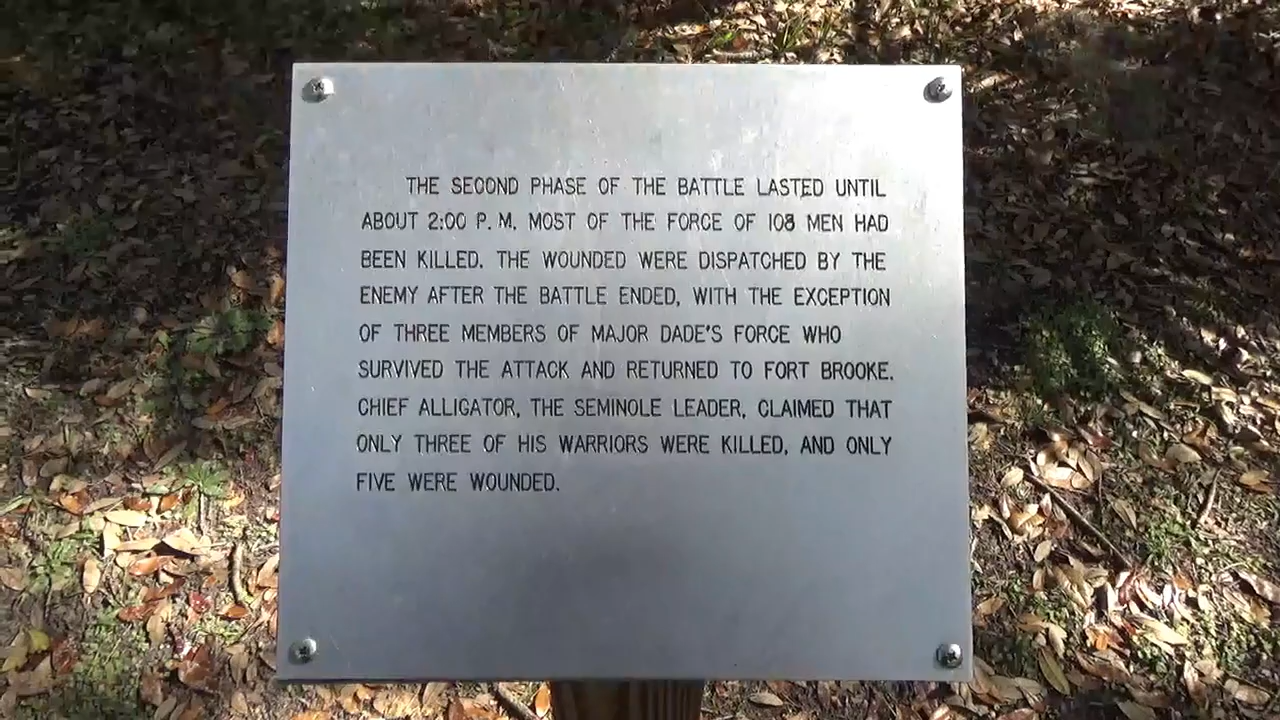 THE SECOND PHASE OF THE BATTLE LASTED UNTIL
ABOUT 2:00 P. M. MOST OF THE FORCE OF 108 MEN HAD
BEEN KILLED. THE WOUNDED WERE DISPATCHED BY THE
ENEMY AFTER THE BATTLE ENDED, WITH THE EXCEPTION
OF THREE MEMBERS OF MAJOR DADE'S FORCE WHO
SURVIVED THE ATTACK AND RETURNED TO FORT BROOKE.
CHIEF ALLIGATOR, THE SEMINOLE LEADER, CLAIMED THAT
ONLY THREE OF HIS WARRIORS WERE KILLED, AND ONLY
FIVE WERE WOUNDED.